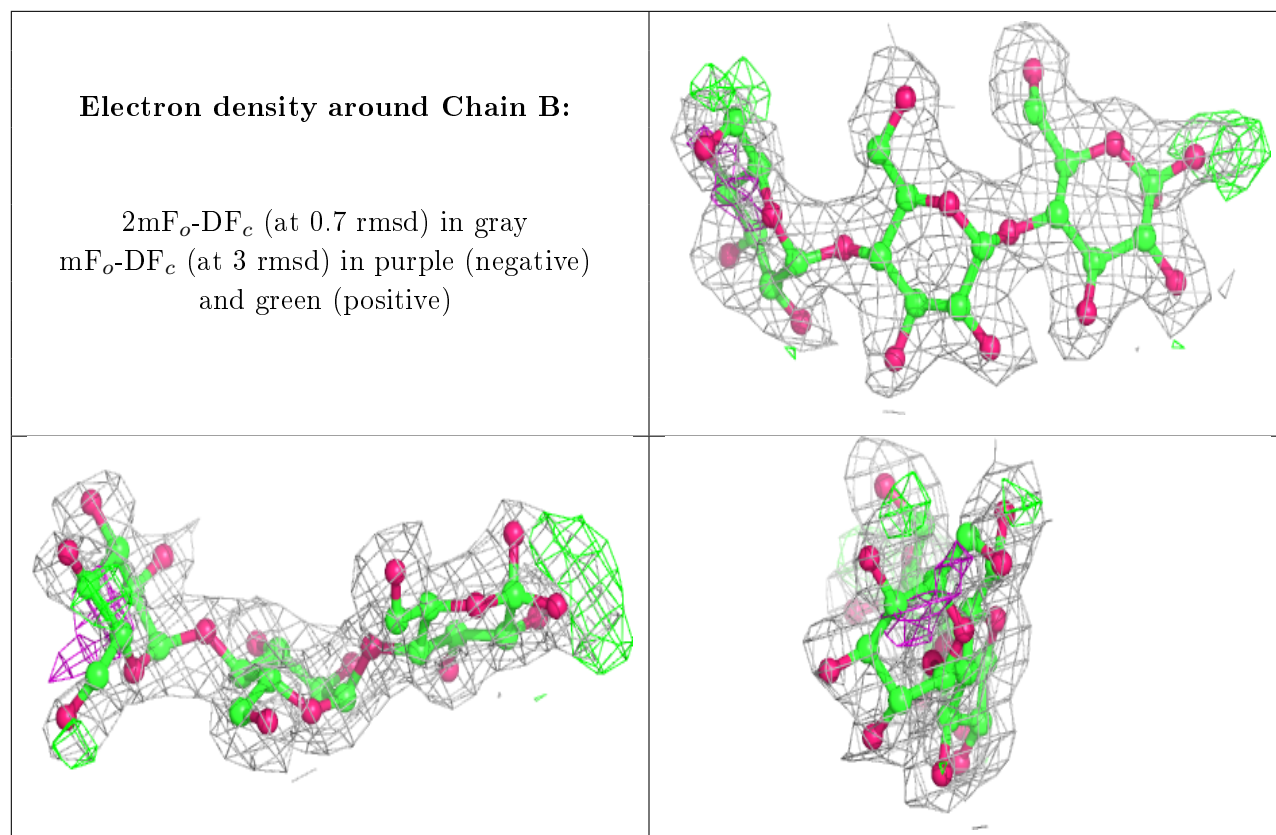 Electron density around Chain B:
2mFₒ-DF𝒸 (at 0.7 rmsd) in gray
mFₒ-DF𝒸 (at 3 rmsd) in purple (negative)
and green (positive)